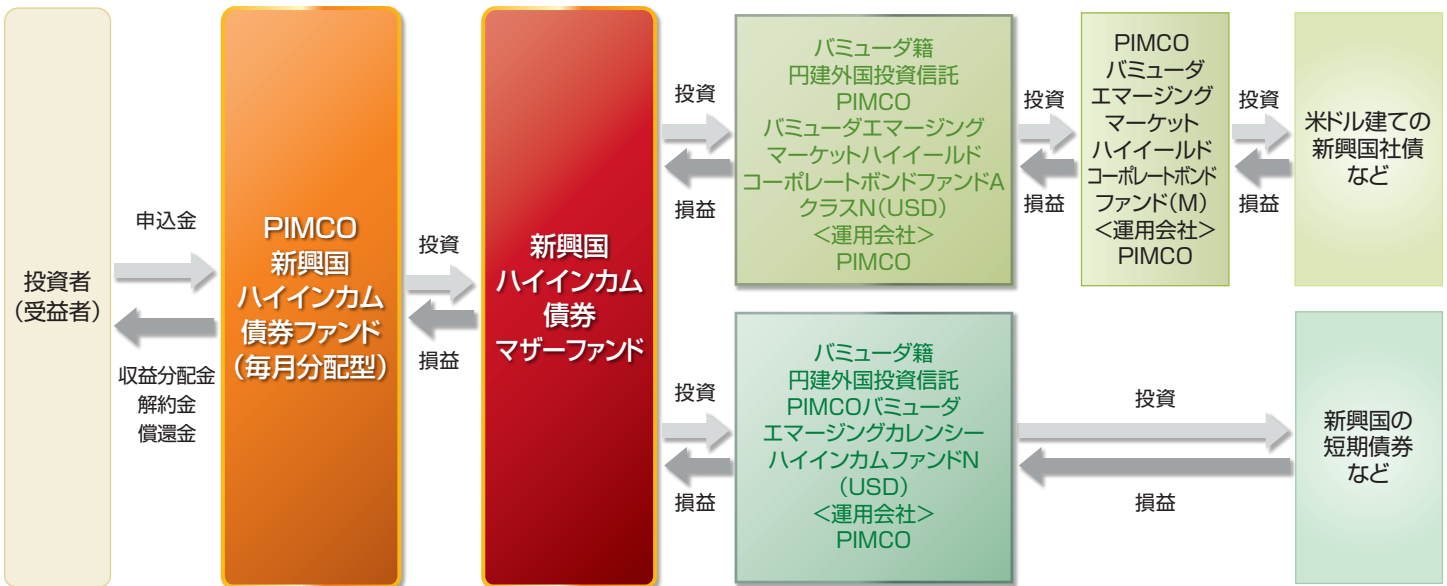 投資者
(受益者)
申込金
収益分配金
解約金
償還金
PIMCO
新興国
ハイインカム
債券ファンド
(毎月分配型)
投資
損益
新興国
ハイインカム
債券
マザーファンド
投資
損益
バミューダ籍
円建外国投資信託
PIMCO
バミューダエマージング
マーケットハイイールド
コーポレートボンドファンドA
クラスN(USD)
<運用会社>
PIMCO
投資
損益
PIMCO
バミューダ
エマージング
マーケット
ハイイールド
コーポレートボンド
ファンド(M)
<運用会社>
PIMCO
投資
損益
米ドル建ての
新興国社債
など
投資
損益
バミューダ籍
円建外国投資信託
PIMCOバミューダ
エマージングカレンシー
ハイインカムファンドN
(USD)
<運用会社>
PIMCO
投資
損益
新興国の
短期債券
など